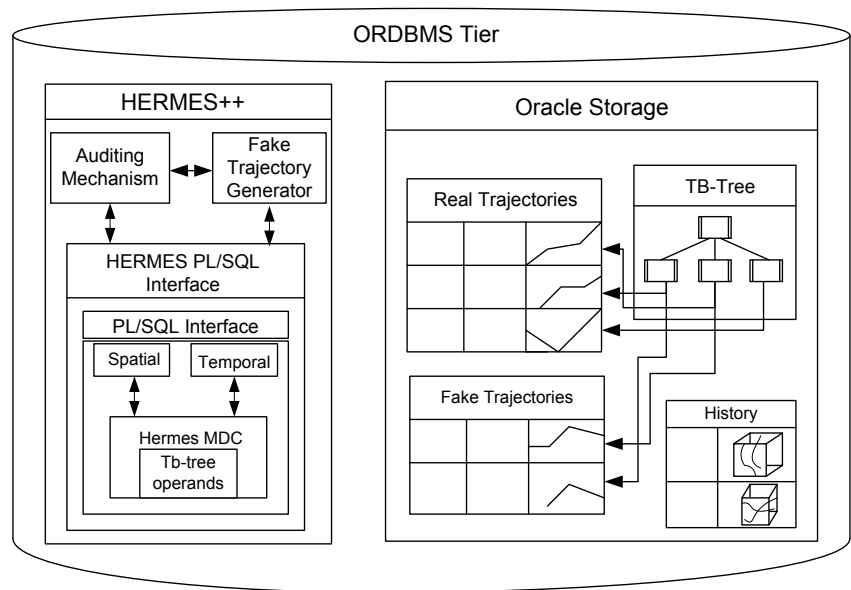 ORDBMS Tier
HERMES++
Auditing
Mechanism
Fake
Trajectory
Generator
HERMES PL/SQL
Interface
PL/SQL Interface
Spatial
Temporal
Hermes MDC
Tb-tree
operands
Oracle Storage
Real Trajectories
TB-Tree
Fake Trajectories
History